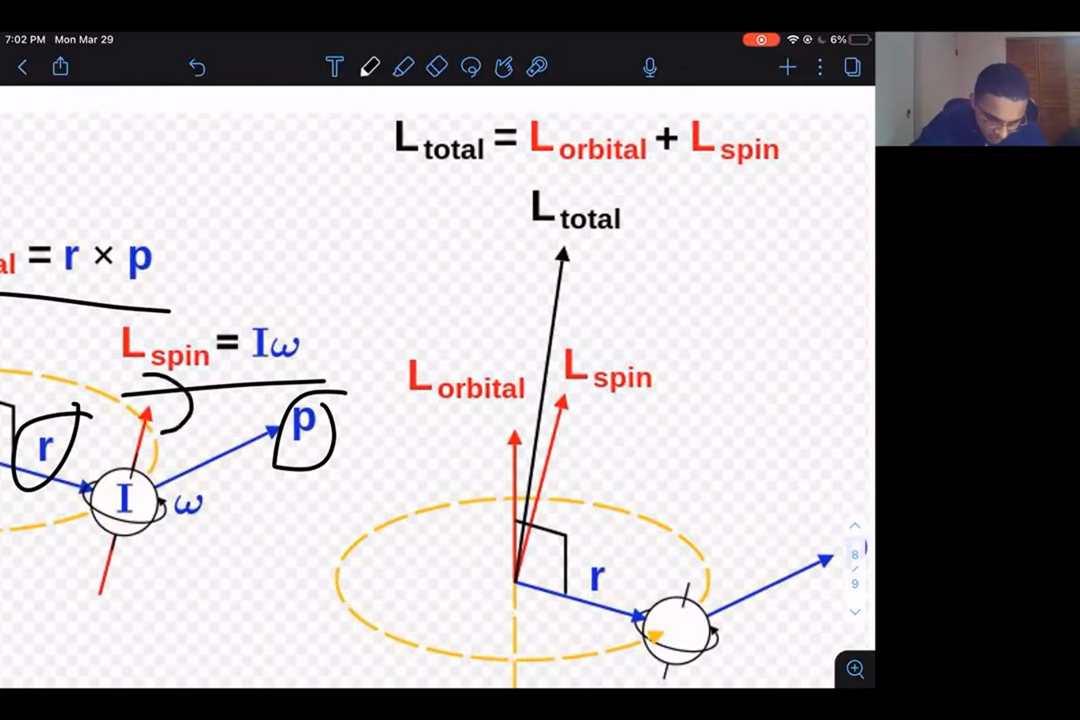 7:02 PM Mon Mar 29
6%
T
L total = L orbital + L spin
L total
al = r × p
L spin = Iω
L orbital
L spin
r
p
I
ω
r
8
/
9